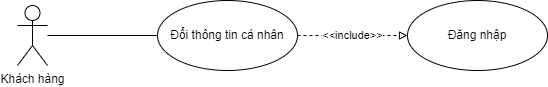 Đổi thông tin cá nhân
<<include>>
Đăng nhập
Khách hàng